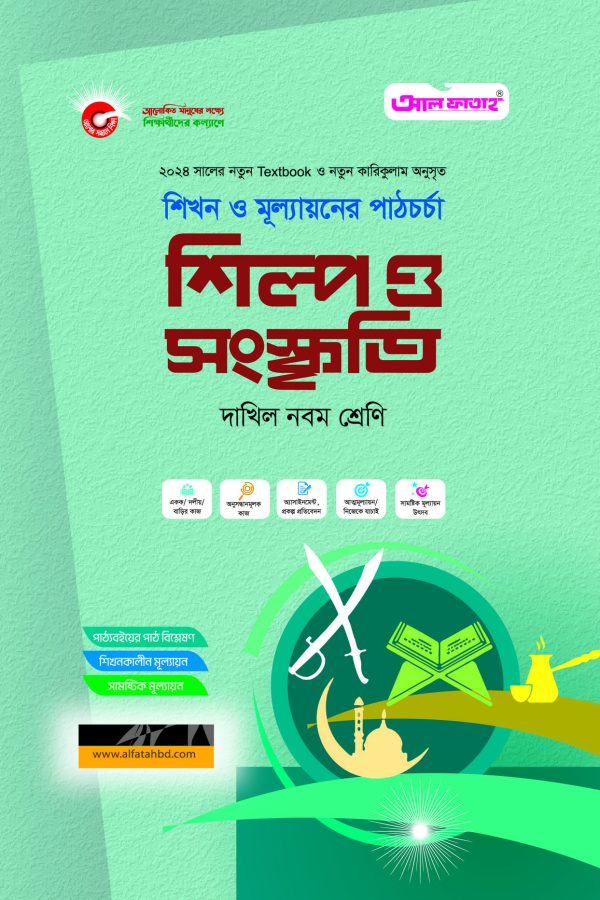 আলোকিত মানুষের লক্ষ্যে
শিক্ষার্থীদের কল্যাণে
আল ফাতাহ®
২০২৪ সালের নতুন Textbook ও নতুন কারিকুলাম অনুসৃত
শিখন ও মূল্যায়নের পাঠচর্চা
শিল্প ও
সংস্কৃতি
দাখিল নবম শ্রেণি
একক/ দলীয়/
বাড়ির কাজ
অনুসন্ধানমূলক
কাজ
অ্যাসাইনমেন্ট,
প্রকল্প প্রতিবেদন
আত্মমূল্যায়ন/
নিজেকে যাচাই
সামষ্টিক মূল্যায়ন
উৎসব
পাঠ্যবইয়ের পাঠ বিশ্লেষণ
শিখনকালীন মূল্যায়ন
সামষ্টিক মূল্যায়ন
www.alfatahbd.com